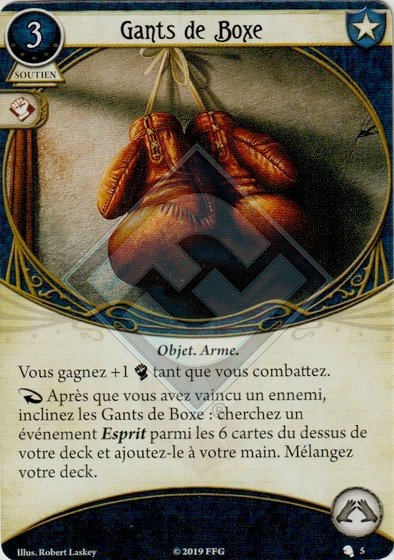 3
Gants de Boxe
SOUTIEN
Objet. Arme.
Vous gagnez +1 tant que vous combattez.
Après que vous avez vaincu un ennemi,
inclinez les Gants de Boxe : cherchez un
événement Esprit parmi les 6 cartes du dessus de
votre deck et ajoutez-le à votre main. Mélangez
votre deck.
Illus. Robert Laskey
© 2019 FFG
5